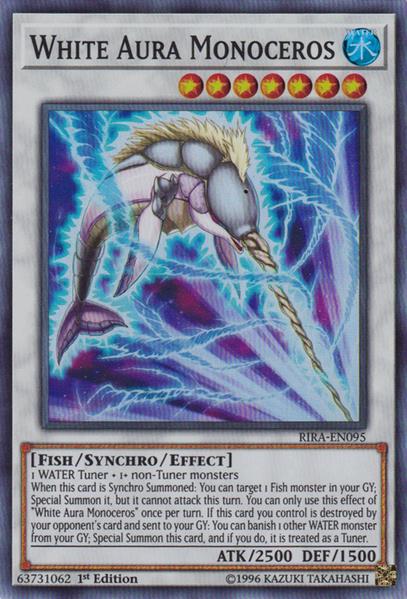 WHITE AURA MONOCEROS
WATER
水
RIRA-EN095
[FISH/SYNCHRO/EFFECT]
1 WATER Tuner + 1+ non-Tuner monsters
When this card is Synchro Summoned: You can target 1 Fish monster in your GY;
Special Summon it, but it cannot attack this turn. You can only use this effect of
"White Aura Monoceros" once per turn. If this card you control is destroyed by
your opponent's card and sent to your GY: You can banish 1 other WATER monster
from your GY; Special Summon this card, and if you do, it is treated as a Tuner.
ATK/2500 DEF/1500
63731062 1st Edition ©1996 KAZUKI TAKAHASHI